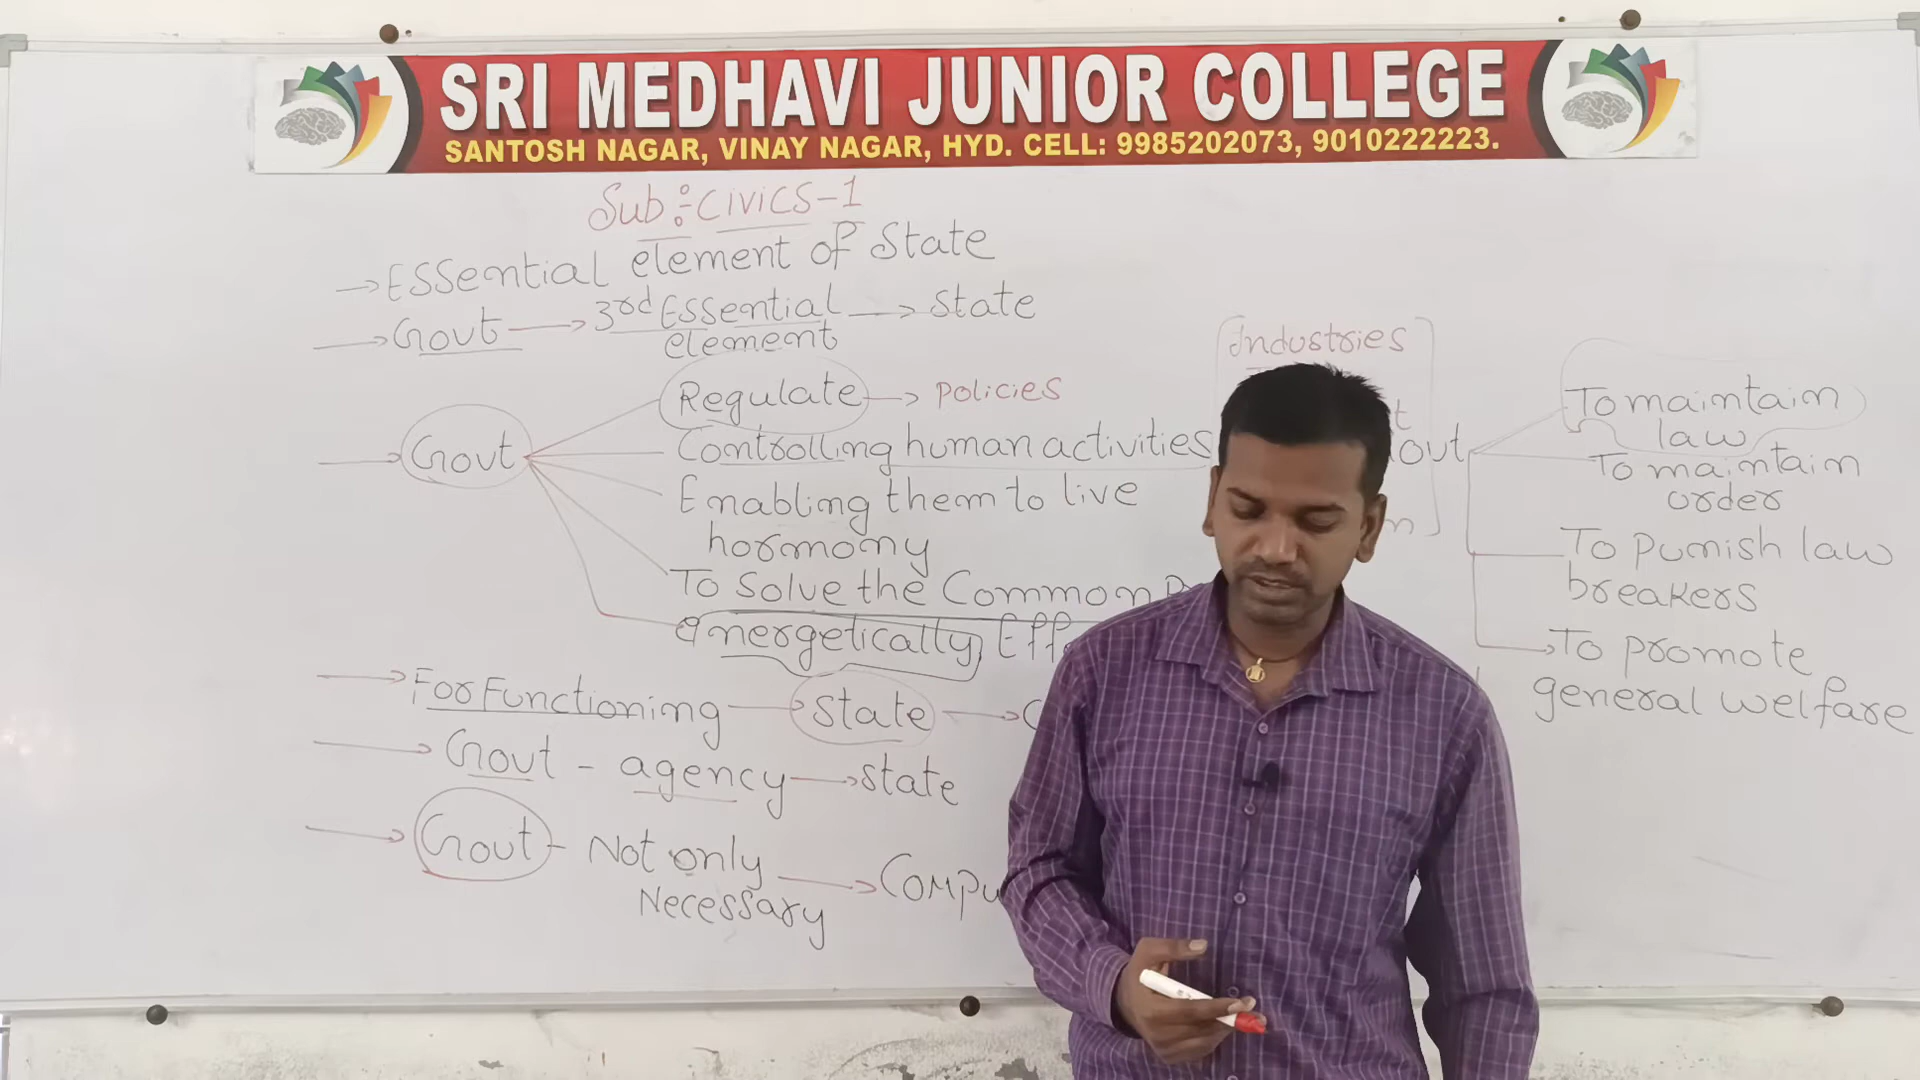 SRI MEDHAVI JUNIOR COLLEGE
SANTOSH NAGAR, VINAY NAGAR, HYD. CELL: 9985202073, 9010222223.
Sub:-CIVICS-1
→ ESSential element of State
→ Govt → 3rd Essential → State
element
Regulate → Policies
→ Govt
Controlling human activities
Enabling them to live
hormony
To Solve the Common
energetically
→ For Functioning → State →
→ Govt - agency → State
→ Govt - Not only →
Necessary
Industries
To maintain
law
To maintain
order
To punish law
breakers
To promote
general welfare